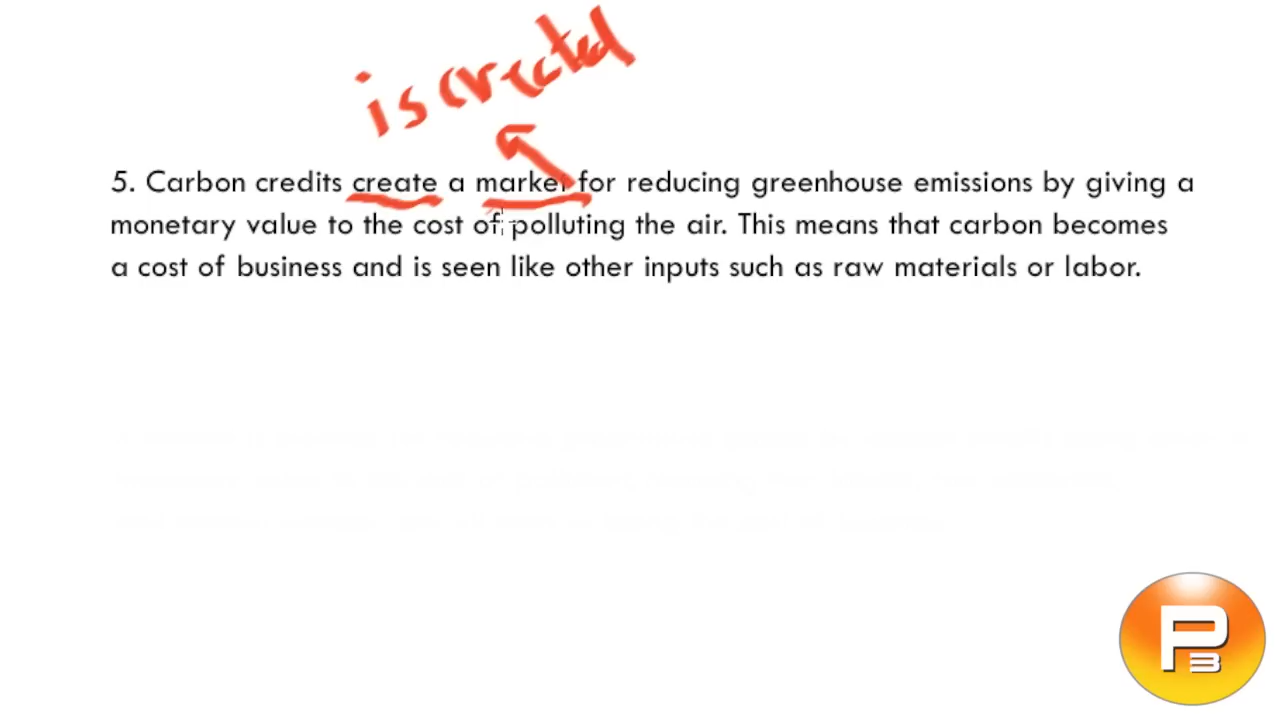 is created
5. Carbon credits create a market for reducing greenhouse emissions by giving a
monetary value to the cost of polluting the air. This means that carbon becomes
a cost of business and is seen like other inputs such as raw materials or labor.
P3